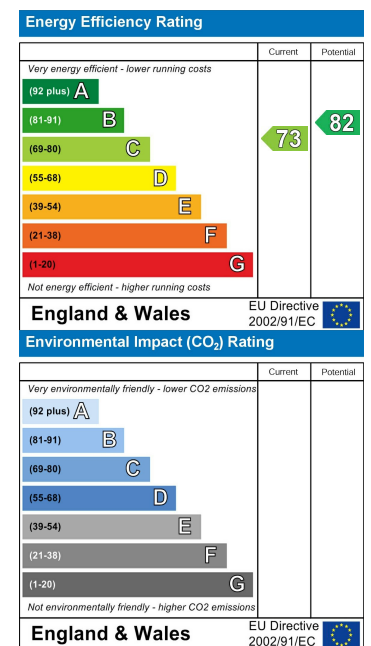 Energy Efficiency Rating
Current Potential
Very energy efficient - lower running costs
(92 plus) A
(81-91) B
(69-80) C
(55-68) D
(39-54) E
(21-38) F
(1-20) G
73
82
Not energy efficient - higher running costs
England & Wales
EU Directive
2002/91/EC
Environmental Impact (CO₂) Rating
Current Potential
Very environmentally friendly - lower CO2 emissions
(92 plus) A
(81-91) B
(69-80) C
(55-68) D
(39-54) E
(21-38) F
(1-20) G
Not environmentally friendly - higher CO2 emissions
England & Wales
EU Directive
2002/91/EC